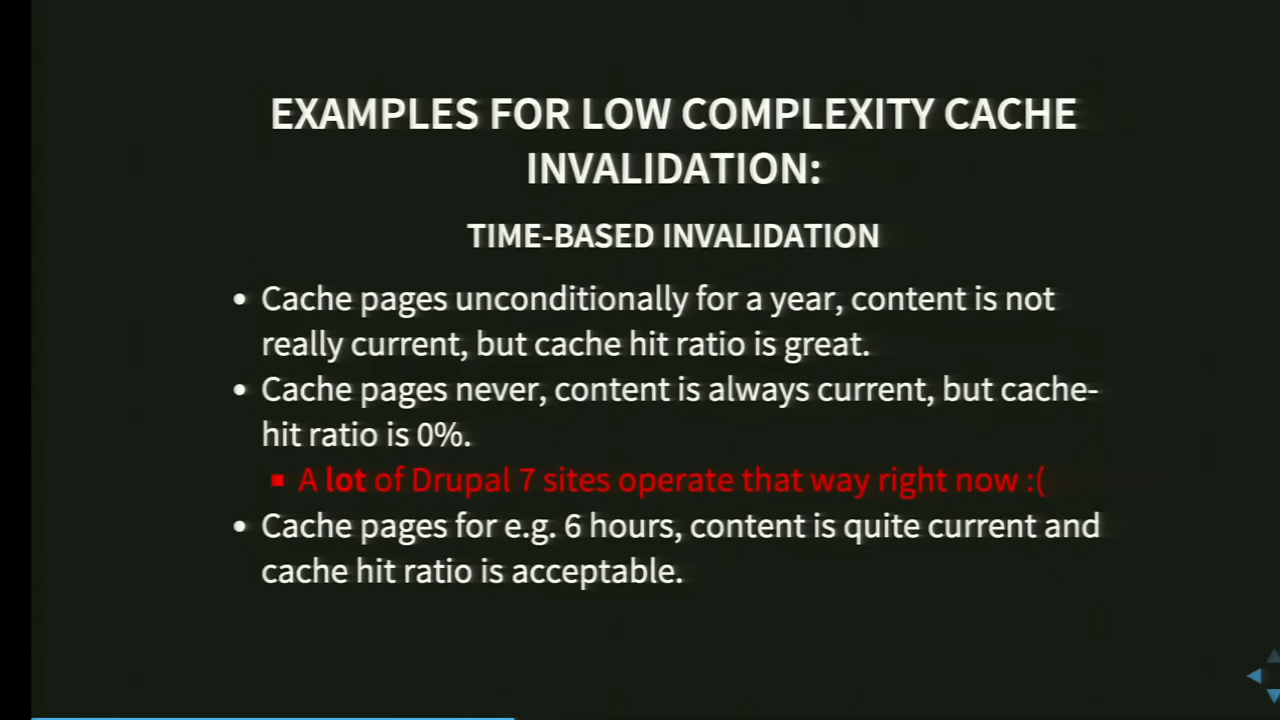 EXAMPLES FOR LOW COMPLEXITY CACHE
INVALIDATION:
TIME-BASED INVALIDATION
• Cache pages unconditionally for a year, content is not
really current, but cache hit ratio is great.
• Cache pages never, content is always current, but cache-
hit ratio is 0%.
▪ A lot of Drupal 7 sites operate that way right now :(
• Cache pages for e.g. 6 hours, content is quite current and
cache hit ratio is acceptable.